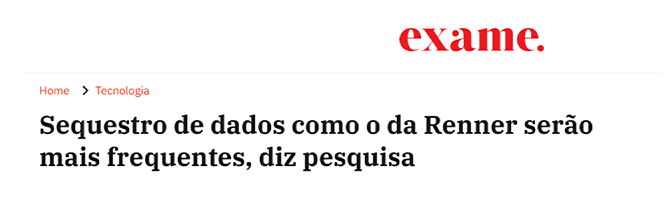 exame.
Home > Tecnologia
Sequestro de dados como o da Renner serão
mais frequentes, diz pesquisa